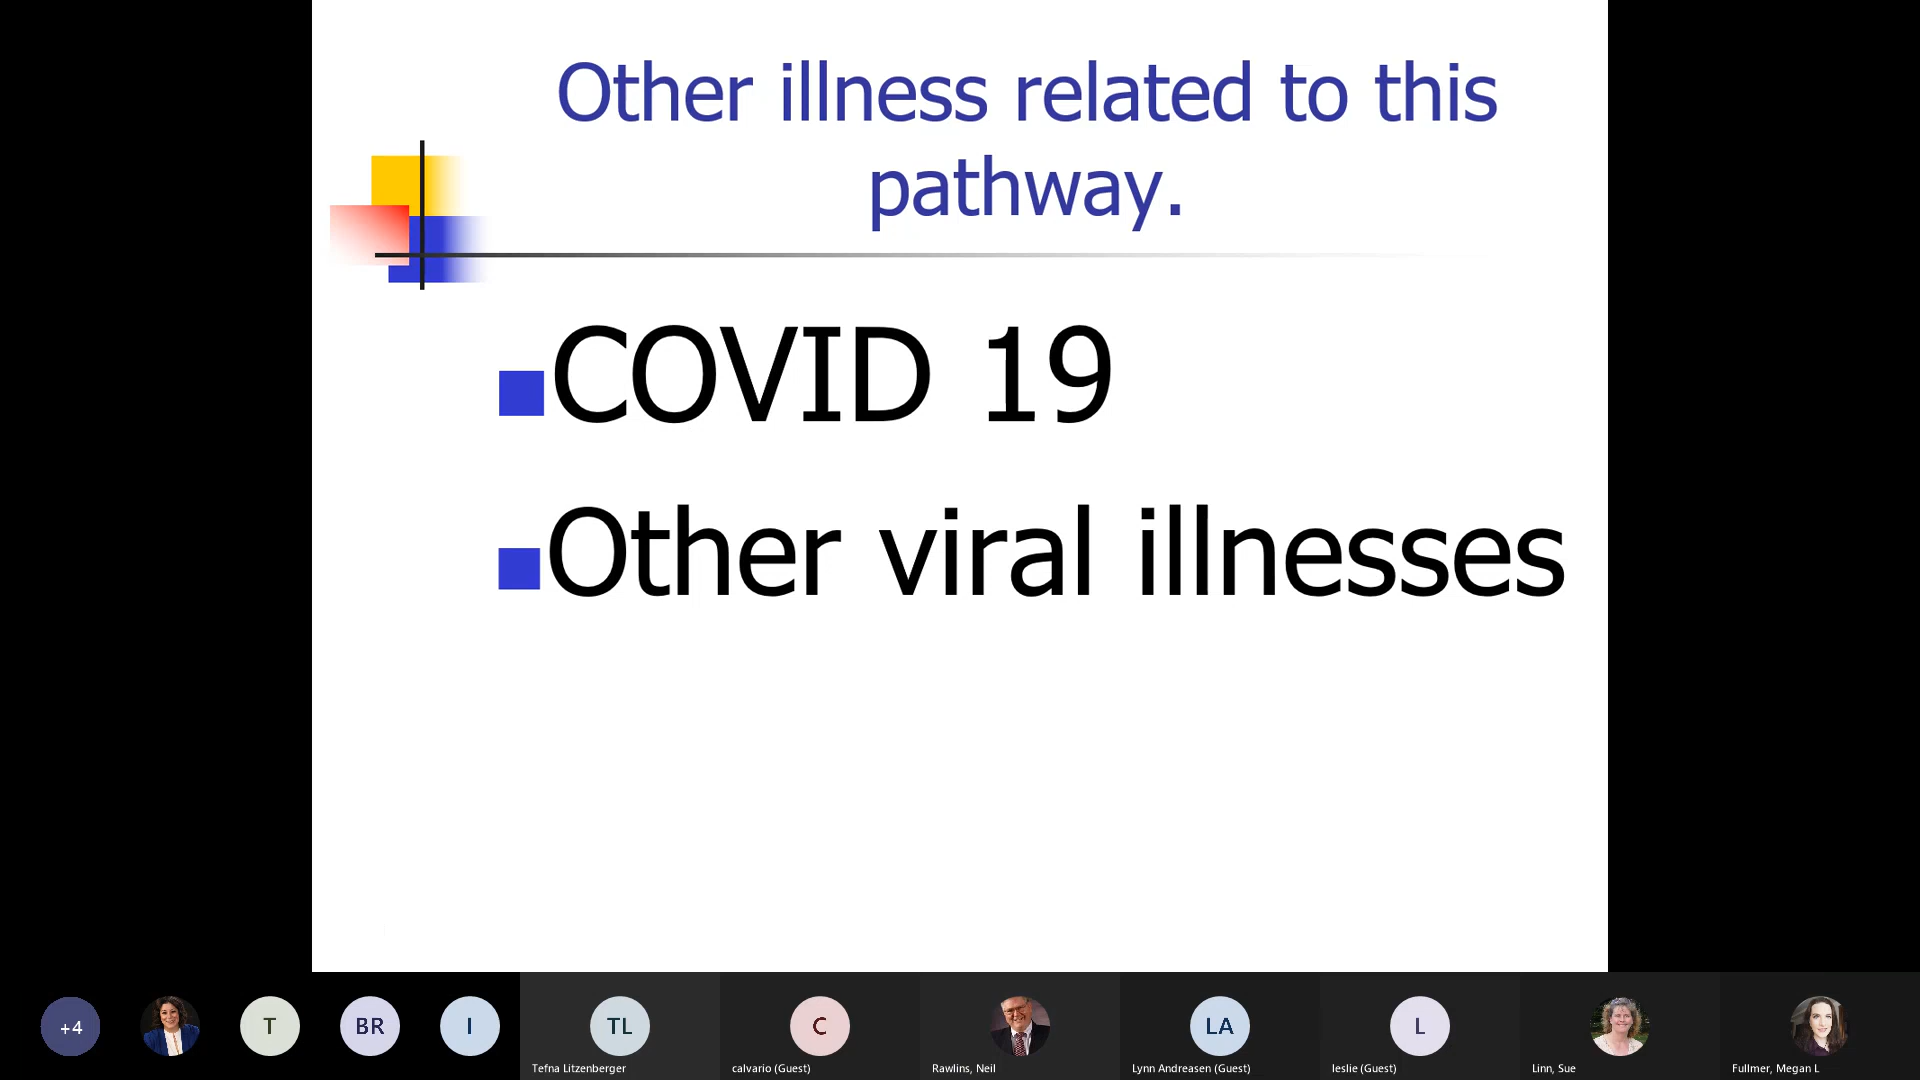 Other illness related to this
pathway.
COVID 19
Other viral illnesses
+4
T
BR
I
TL
C
LA
L
Tefna Litzenberger
calvario (Guest)
Rawlins, Neil
Lynn Andreasen (Guest)
leslie (Guest)
Linn, Sue
Fullmer, Megan L